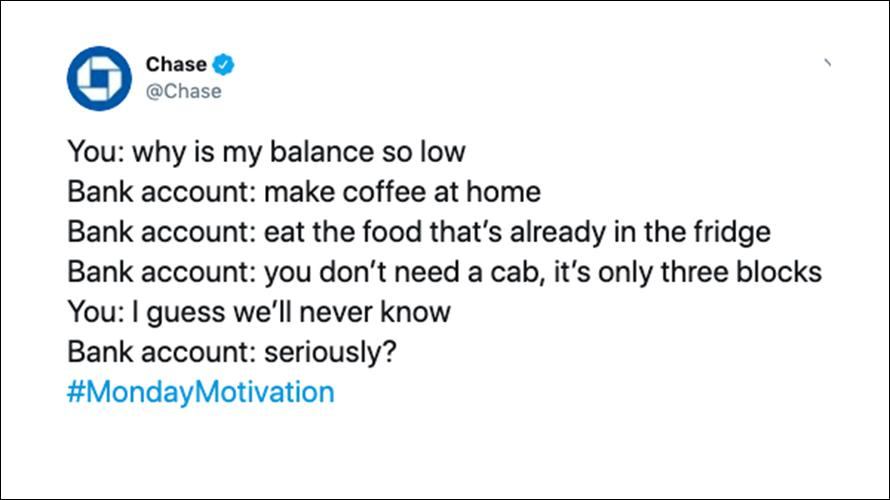 Chase
@Chase
You: why is my balance so low
Bank account: make coffee at home
Bank account: eat the food that’s already in the fridge
Bank account: you don’t need a cab, it’s only three blocks
You: I guess we’ll never know
Bank account: seriously?
#MondayMotivation